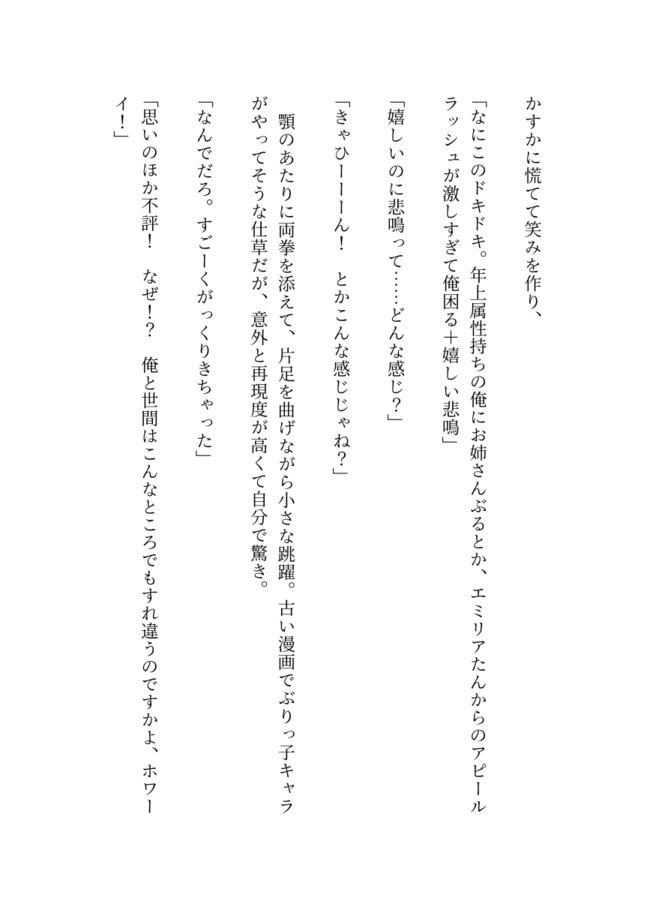 かすかに慌てて笑みを作り、
「なにこのドキドキ。年上属性持ちの俺にお姉さんぶるとか、エミリアたんからのアピール
ラッシュが激しすぎて俺困る＋嬉しい悲鳴」
「嬉しいのに悲鳴って……どんな感じ？」
「きゃひーーーん！　とかこんな感じじゃね？」
　顎のあたりに両拳を添えて、片足を曲げながら小さな跳躍。古い漫画でぶりっ子キャラ
がやってそうな仕草だが、意外と再現度が高くて自分で驚き。
「なんでだろ。すごーくがっくりきちゃった」
「思いのほか不評！　なぜ！？　俺と世間はこんなところでもすれ違うのですかよ、ホワー
イ！」